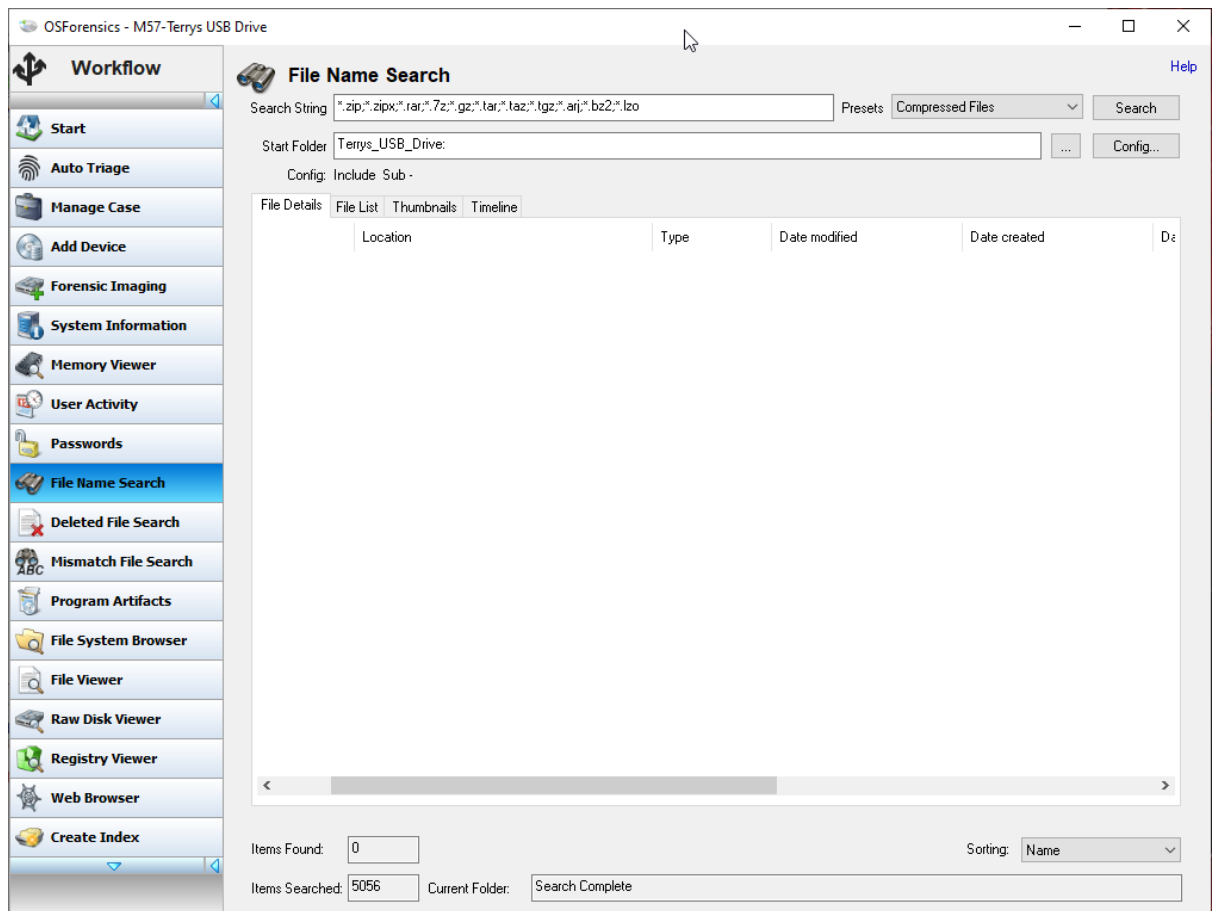 OSForensics - M57-Terrys USB Drive
Workflow
Start
Auto Triage
Manage Case
Add Device
Forensic Imaging
System Information
Memory Viewer
User Activity
Passwords
File Name Search
Deleted File Search
Mismatch File Search
Program Artifacts
File System Browser
File Viewer
Raw Disk Viewer
Registry Viewer
Web Browser
Create Index
File Name Search
Help
Search String *.zip;*.zipx;*.rar;*.7z;*.gz;*.tar;*.taz;*.tgz;*.arj;*.bz2;*.lzo Presets Compressed Files Search
Start Folder Terrys_USB_Drive: ... Config...
Config: Include Sub -
File Details File List Thumbnails Timeline
Location Type Date modified Date created Da
Items Found: 0 Sorting: Name
Items Searched: 5056 Current Folder: Search Complete